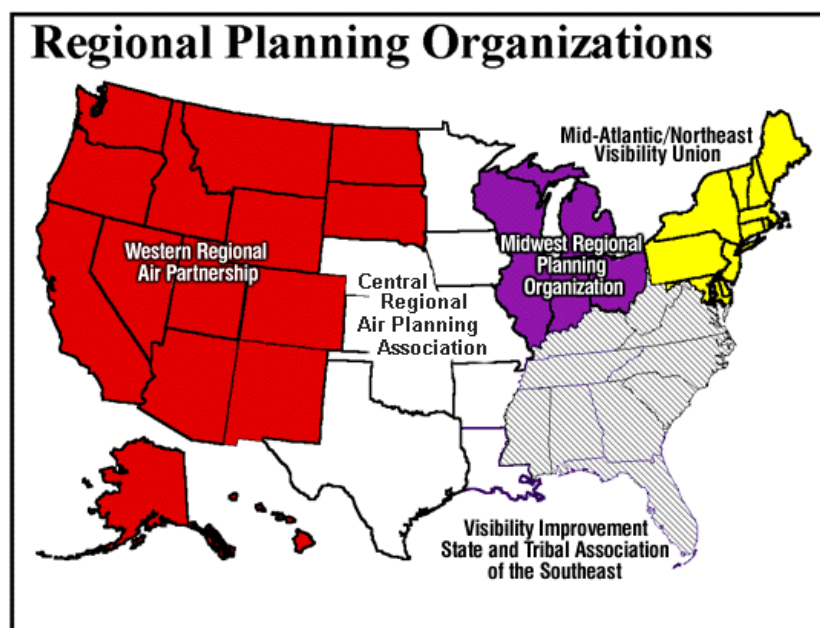 Regional Planning Organizations
Mid-Atlantic/Northeast
Visibility Union
Western Regional
Air Partnership
Midwest Regional
Planning
Organization
Central
Regional
Air Planning
Association
Visibility Improvement
State and Tribal Association
of the Southeast